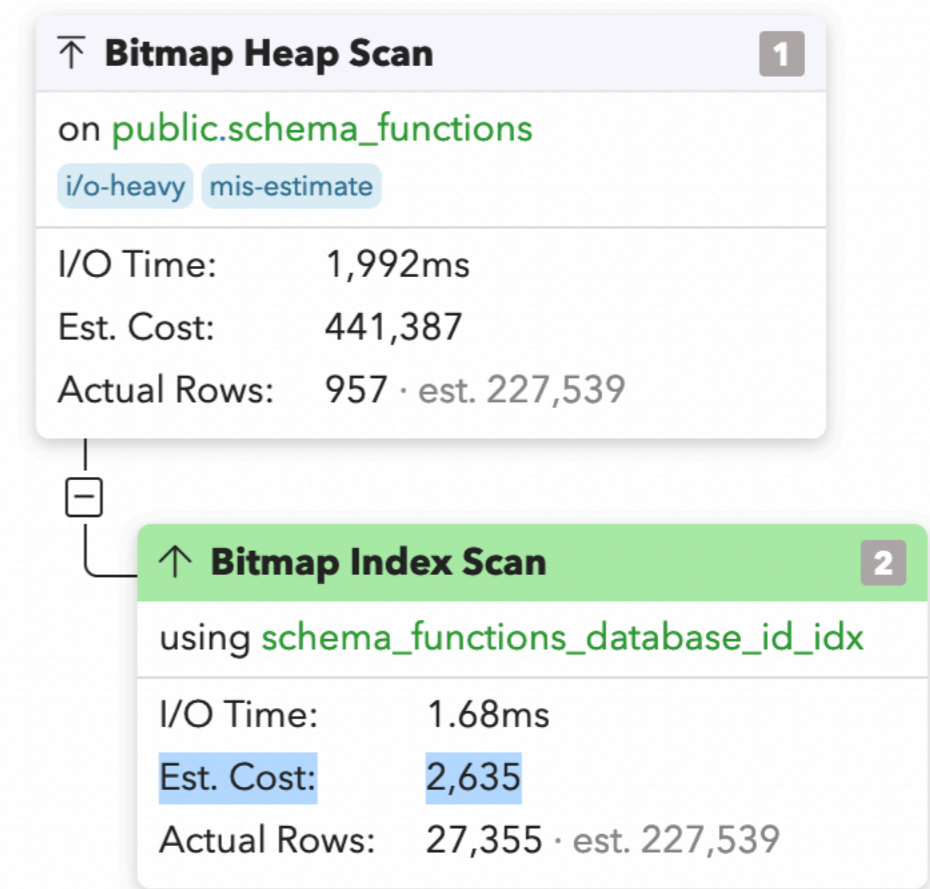 Bitmap Heap Scan 1
on public.schema_functions
i/o-heavy mis-estimate
I/O Time: 1,992ms
Est. Cost: 441,387
Actual Rows: 957 · est. 227,539
Bitmap Index Scan 2
using schema_functions_database_id_idx
I/O Time: 1.68ms
Est. Cost: 2,635
Actual Rows: 27,355 · est. 227,539